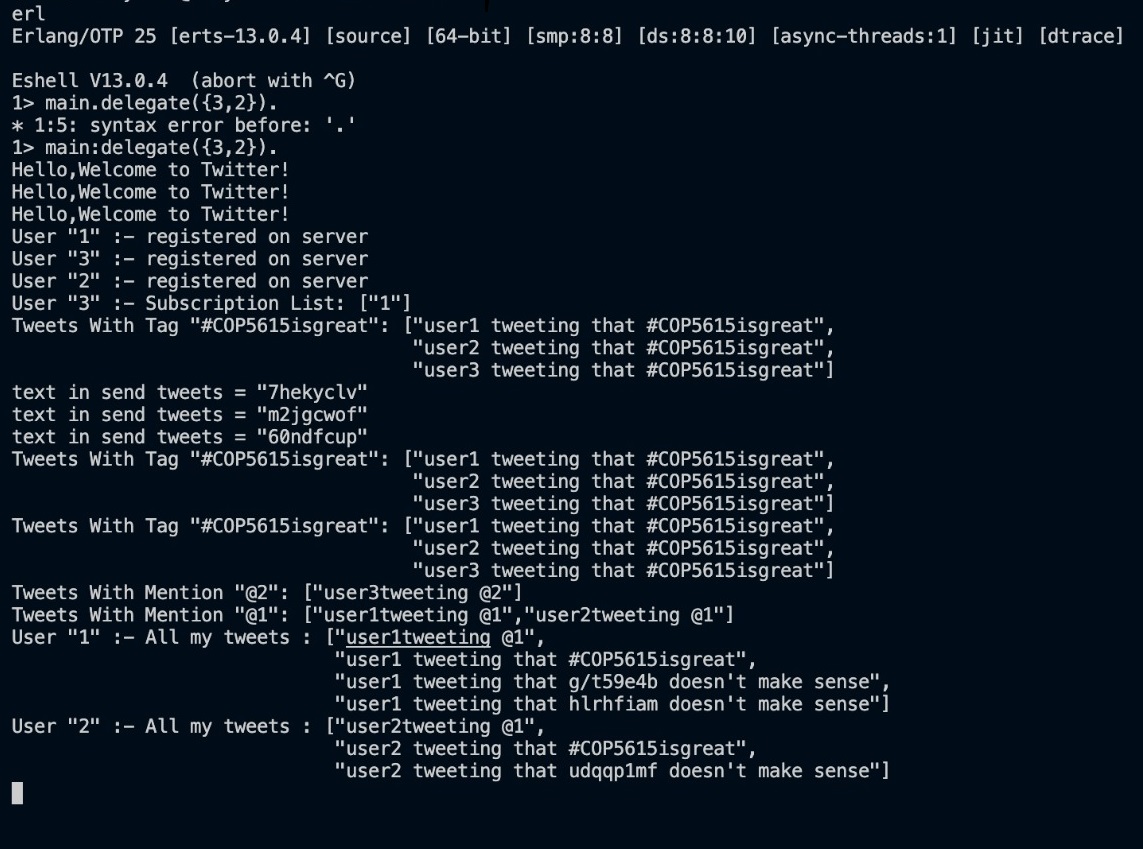 erl
Erlang/OTP 25 [erts-13.0.4] [source] [64-bit] [smp:8:8] [ds:8:8:10] [async-threads:1] [jit] [dtrace]
Eshell V13.0.4  (abort with ^G)
1> main.delegate({3,2}).
* 1:5: syntax error before: '.'
1> main:delegate({3,2}).
Hello,Welcome to Twitter!
Hello,Welcome to Twitter!
Hello,Welcome to Twitter!
User "1" :- registered on server
User "3" :- registered on server
User "2" :- registered on server
User "3" :- Subscription List: ["1"]
Tweets With Tag "#COP5615isgreat": ["user1 tweeting that #COP5615isgreat",
"user2 tweeting that #COP5615isgreat",
"user3 tweeting that #COP5615isgreat"]
text in send tweets = "7hekyclv"
text in send tweets = "m2jgcwof"
text in send tweets = "60ndfcup"
Tweets With Tag "#COP5615isgreat": ["user1 tweeting that #COP5615isgreat",
"user2 tweeting that #COP5615isgreat",
"user3 tweeting that #COP5615isgreat"]
Tweets With Tag "#COP5615isgreat": ["user1 tweeting that #COP5615isgreat",
"user2 tweeting that #COP5615isgreat",
"user3 tweeting that #COP5615isgreat"]
Tweets With Mention "@2": ["user3tweeting @2"]
Tweets With Mention "@1": ["user1tweeting @1","user2tweeting @1"]
User "1" :- All my tweets : ["user1tweeting @1",
"user1 tweeting that #COP5615isgreat",
"user1 tweeting that g/t59e4b doesn't make sense",
"user1 tweeting that hlrhfiam doesn't make sense"]
User "2" :- All my tweets : ["user2tweeting @1",
"user2 tweeting that #COP5615isgreat",
"user2 tweeting that udqqp1mf doesn't make sense"]